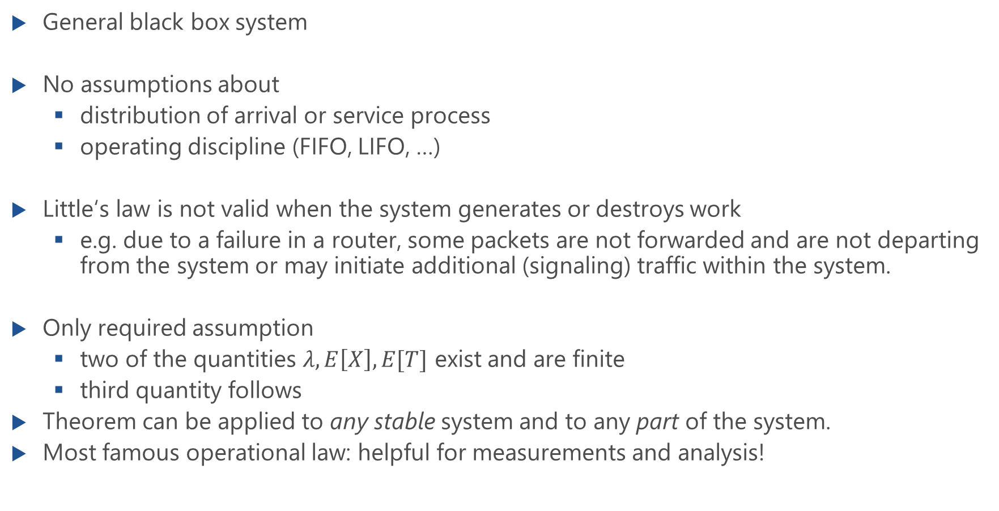 General black box system
No assumptions about
distribution of arrival or service process
operating discipline (FIFO, LIFO, ...)
Little‘s law is not valid when the system generates or destroys work
e.g. due to a failure in a router, some packets are not forwarded and are not departing
from the system or may initiate additional (signaling) traffic within the system.
Only required assumption
two of the quantities λ, E[X], E[T] exist and are finite
third quantity follows
Theorem can be applied to any stable system and to any part of the system.
Most famous operational law: helpful for measurements and analysis!